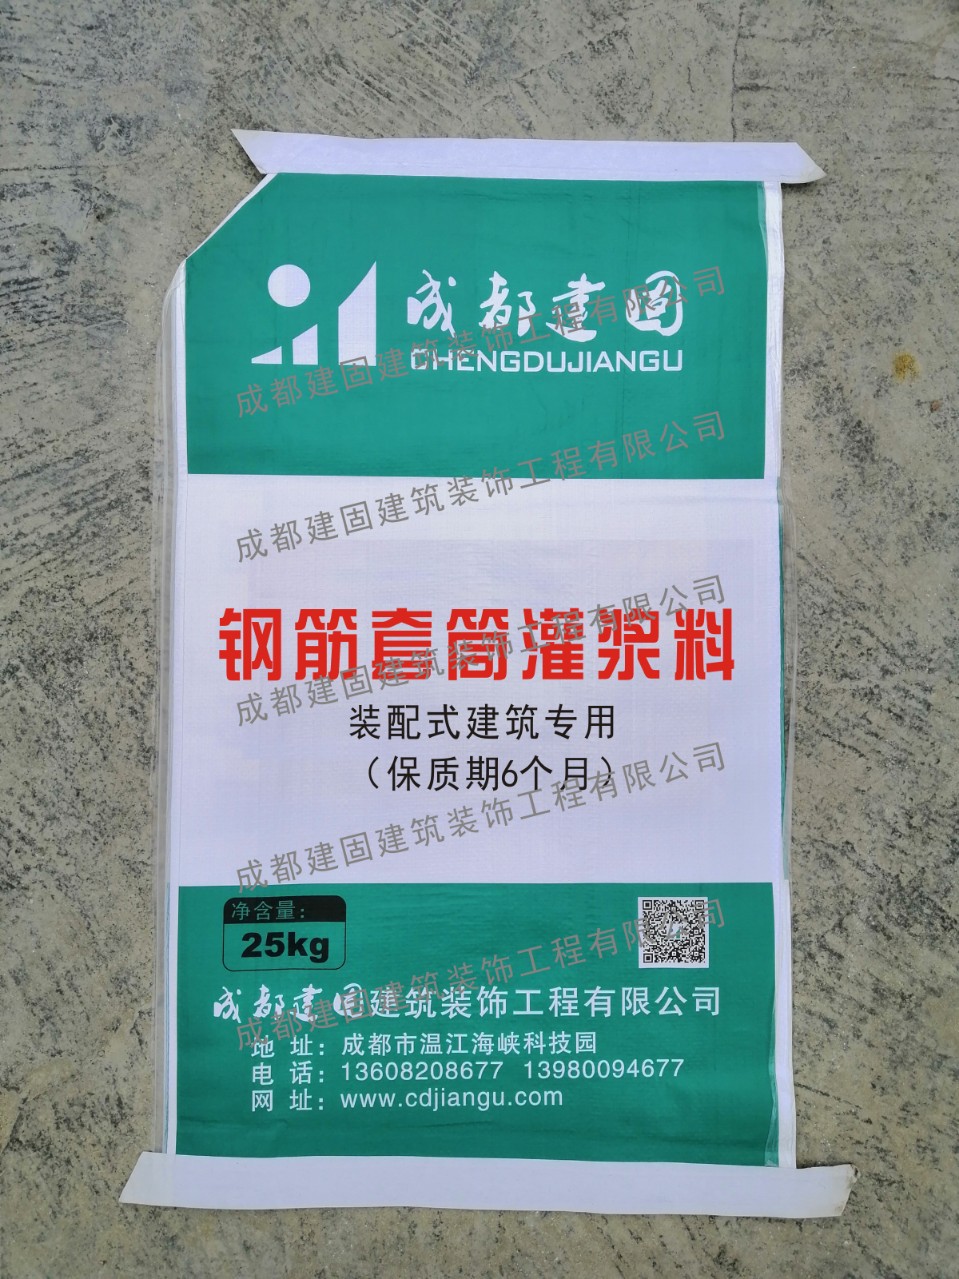 成都建固
CHENGDUJIANGU
成都建固建筑装饰工程有限公司
成都建固建筑装饰工程有限公司
钢筋套筒灌浆料
成都建固建筑装饰工程有限公司
装配式建筑专用
（保质期6个月）
成都建固建筑装饰工程有限公司
净含量：
25kg
成都建固建筑装饰工程有限公司
成都建固建筑装饰工程有限公司
地 址：成都市温江海峡科技园
电 话：13608208677 13980094677
网 址：www.cdjiangu.com